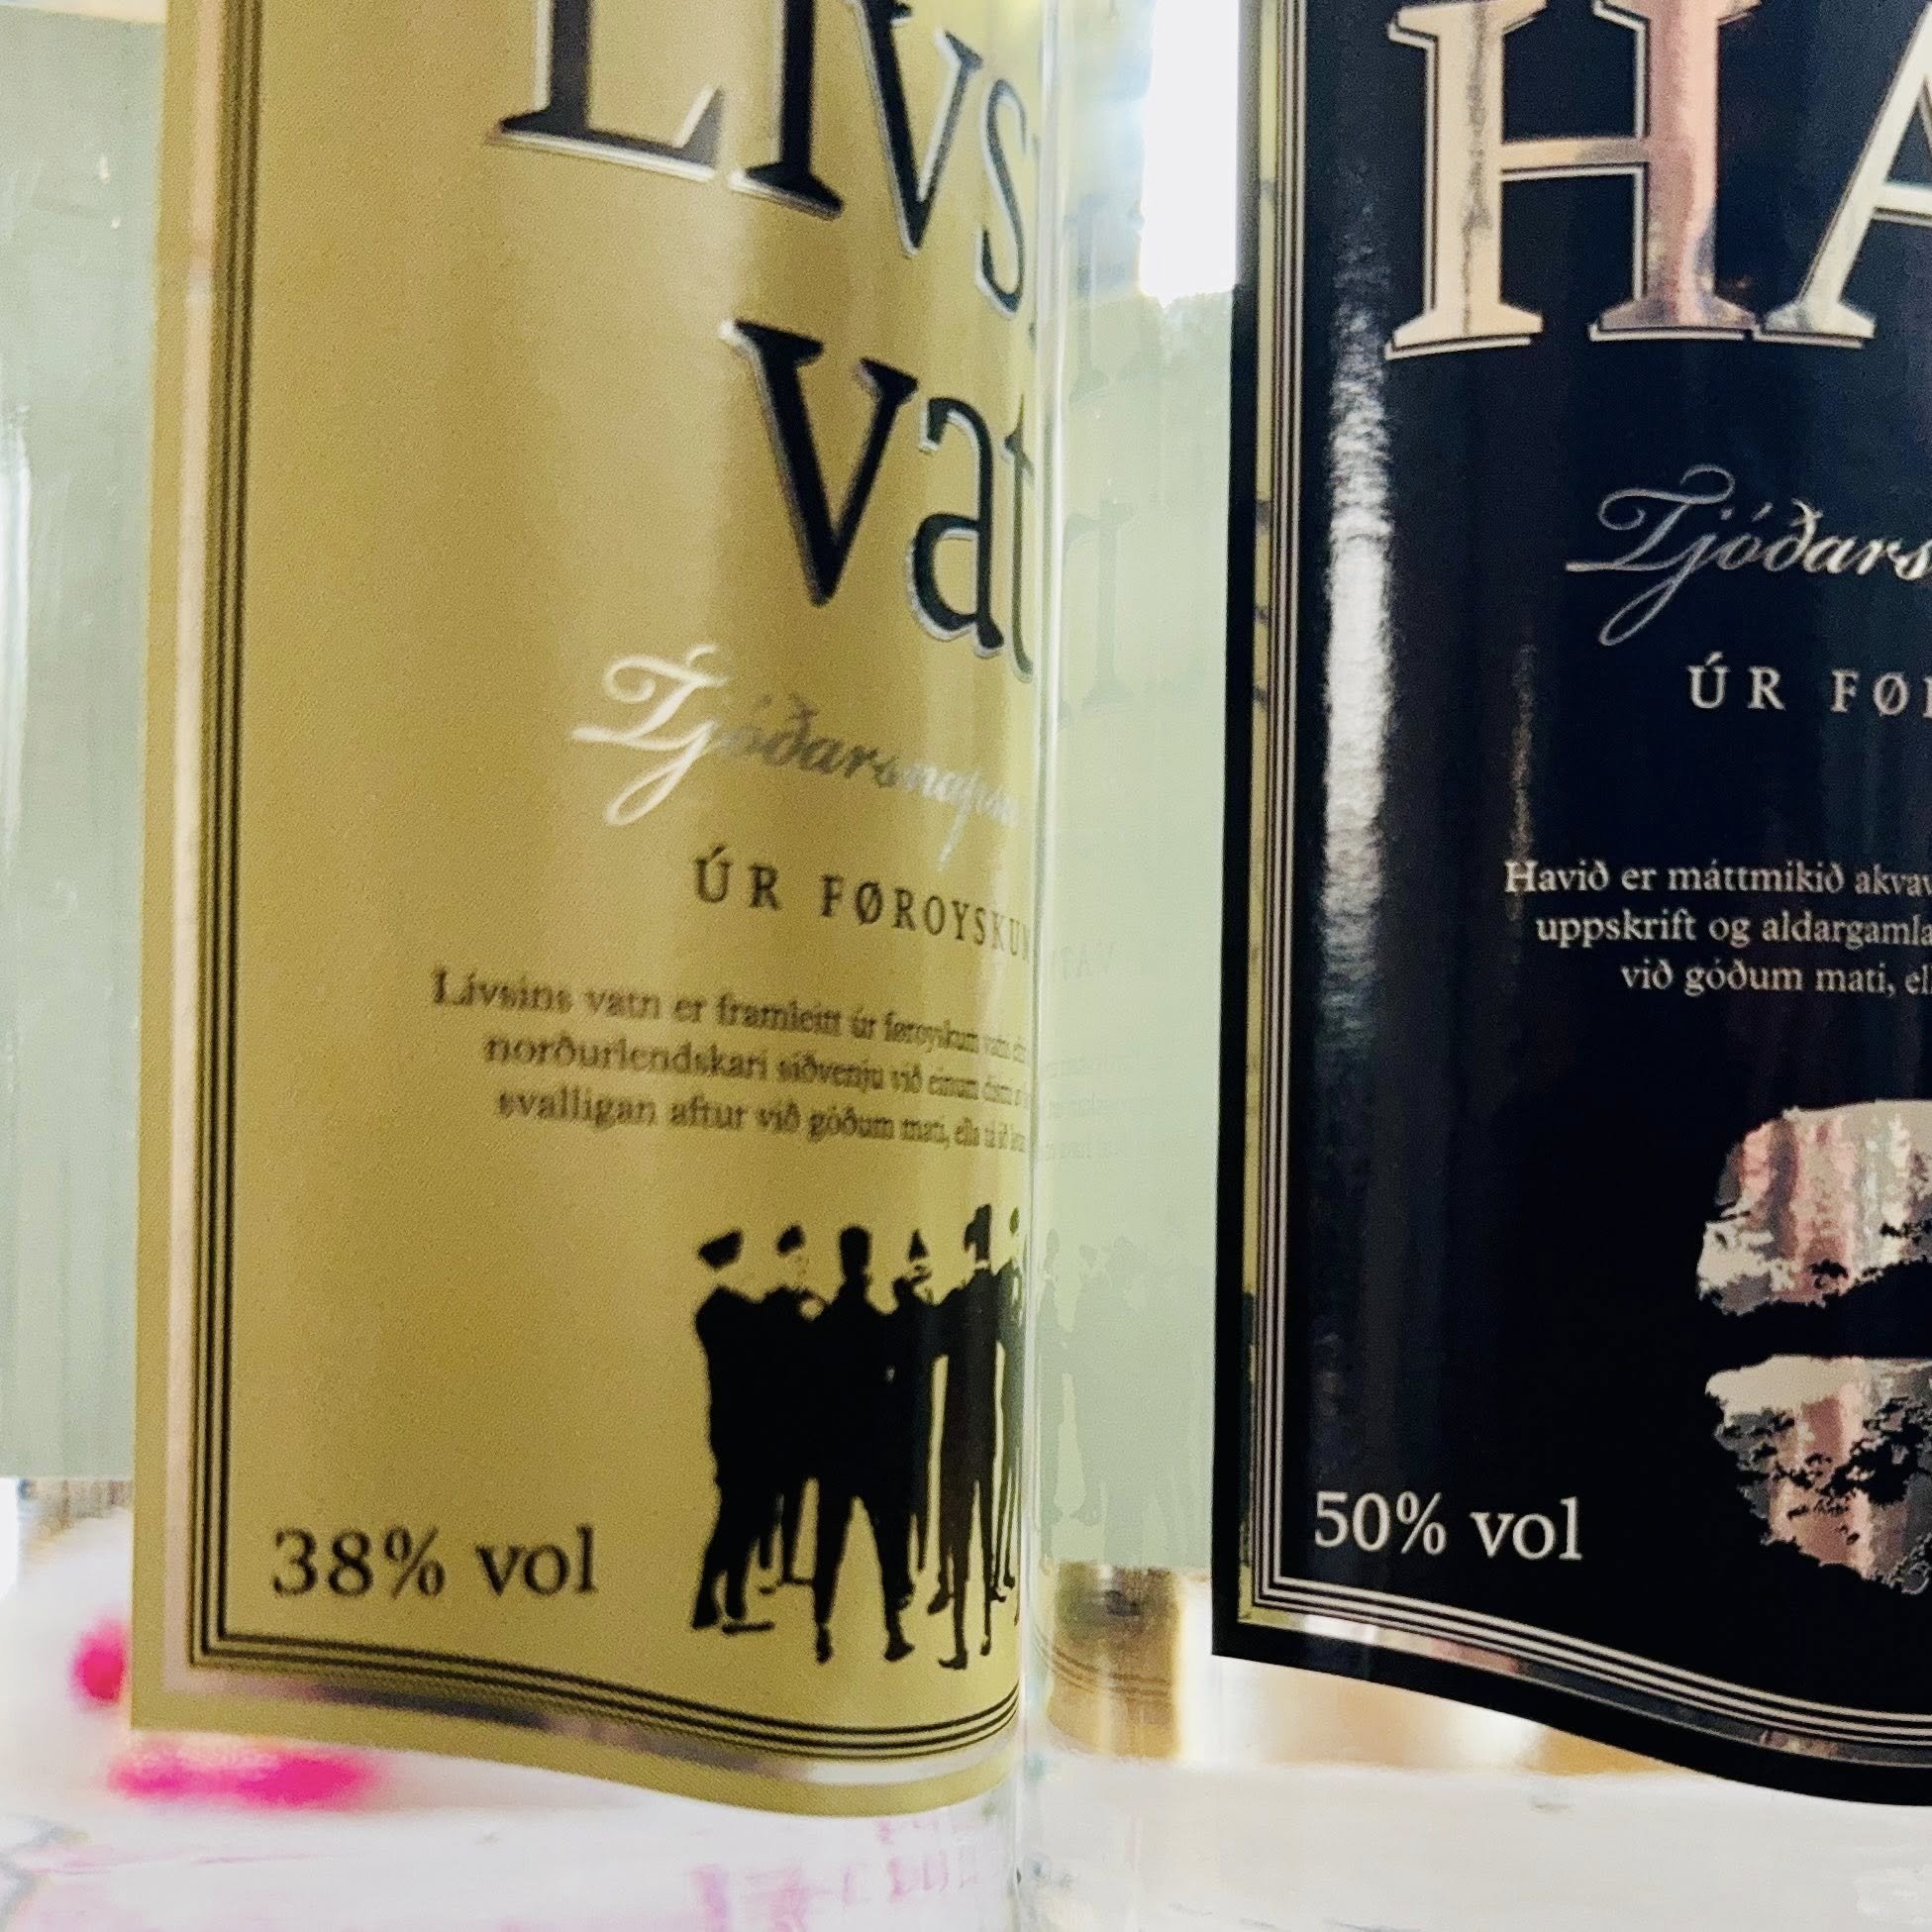 Lívs
vat
Tjóðarsnapsur
ÚR FØROYSKUM
Lívsins vatn er framleitt úr føroyskum vatni
norðurlendskari siðvenju við einum
svalligan aftur við góðum mati, ella
38% vol
HA
Tjóðars
ÚR FØ
Havið er máttmikið akvav
uppskrift og aldargamla
við góðum mati, el
50% vol